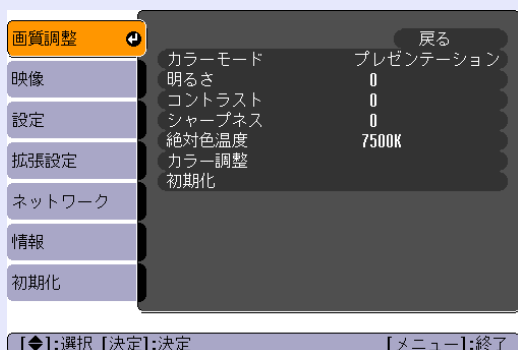 画質調整
映像
設定
拡張設定
ネットワーク
情報
初期化
戻る
カラーモード プレゼンテーション
明るさ 0
コントラスト 0
シャープネス 0
絶対色温度 7500K
カラー調整
初期化
[◆]:選択 [決定]:決定 [メニュー]:終了